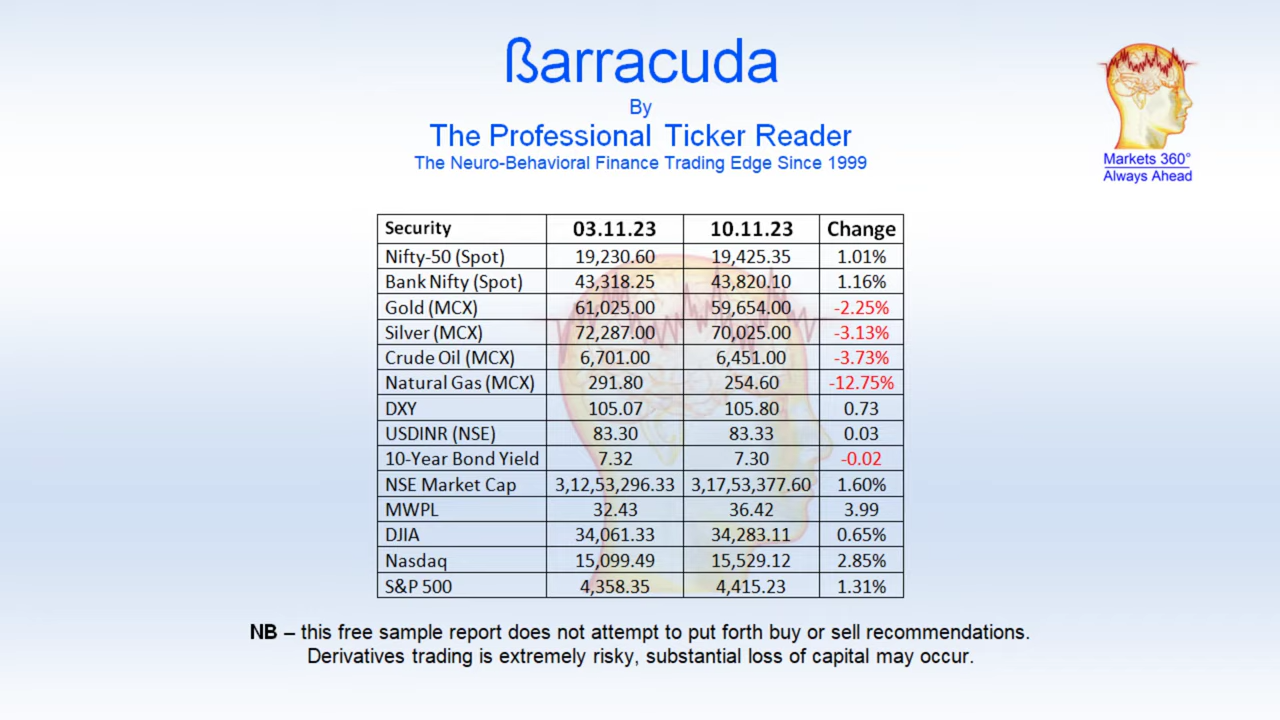 ßarracuda
By
The Professional Ticker Reader
The Neuro-Behavioral Finance Trading Edge Since 1999
Markets 360°
Always Ahead
Security 03.11.23 10.11.23 Change
Nifty-50 (Spot) 19,230.60 19,425.35 1.01%
Bank Nifty (Spot) 43,318.25 43,820.10 1.16%
Gold (MCX) 61,025.00 59,654.00 -2.25%
Silver (MCX) 72,287.00 70,025.00 -3.13%
Crude Oil (MCX) 6,701.00 6,451.00 -3.73%
Natural Gas (MCX) 291.80 254.60 -12.75%
DXY 105.07 105.80 0.73
USDINR (NSE) 83.30 83.33 0.03
10-Year Bond Yield 7.32 7.30 -0.02
NSE Market Cap 3,12,53,296.33 3,17,53,377.60 1.60%
MWPL 32.43 36.42 3.99
DJIA 34,061.33 34,283.11 0.65%
Nasdaq 15,099.49 15,529.12 2.85%
S&P 500 4,358.35 4,415.23 1.31%
NB – this free sample report does not attempt to put forth buy or sell recommendations.
Derivatives trading is extremely risky, substantial loss of capital may occur.